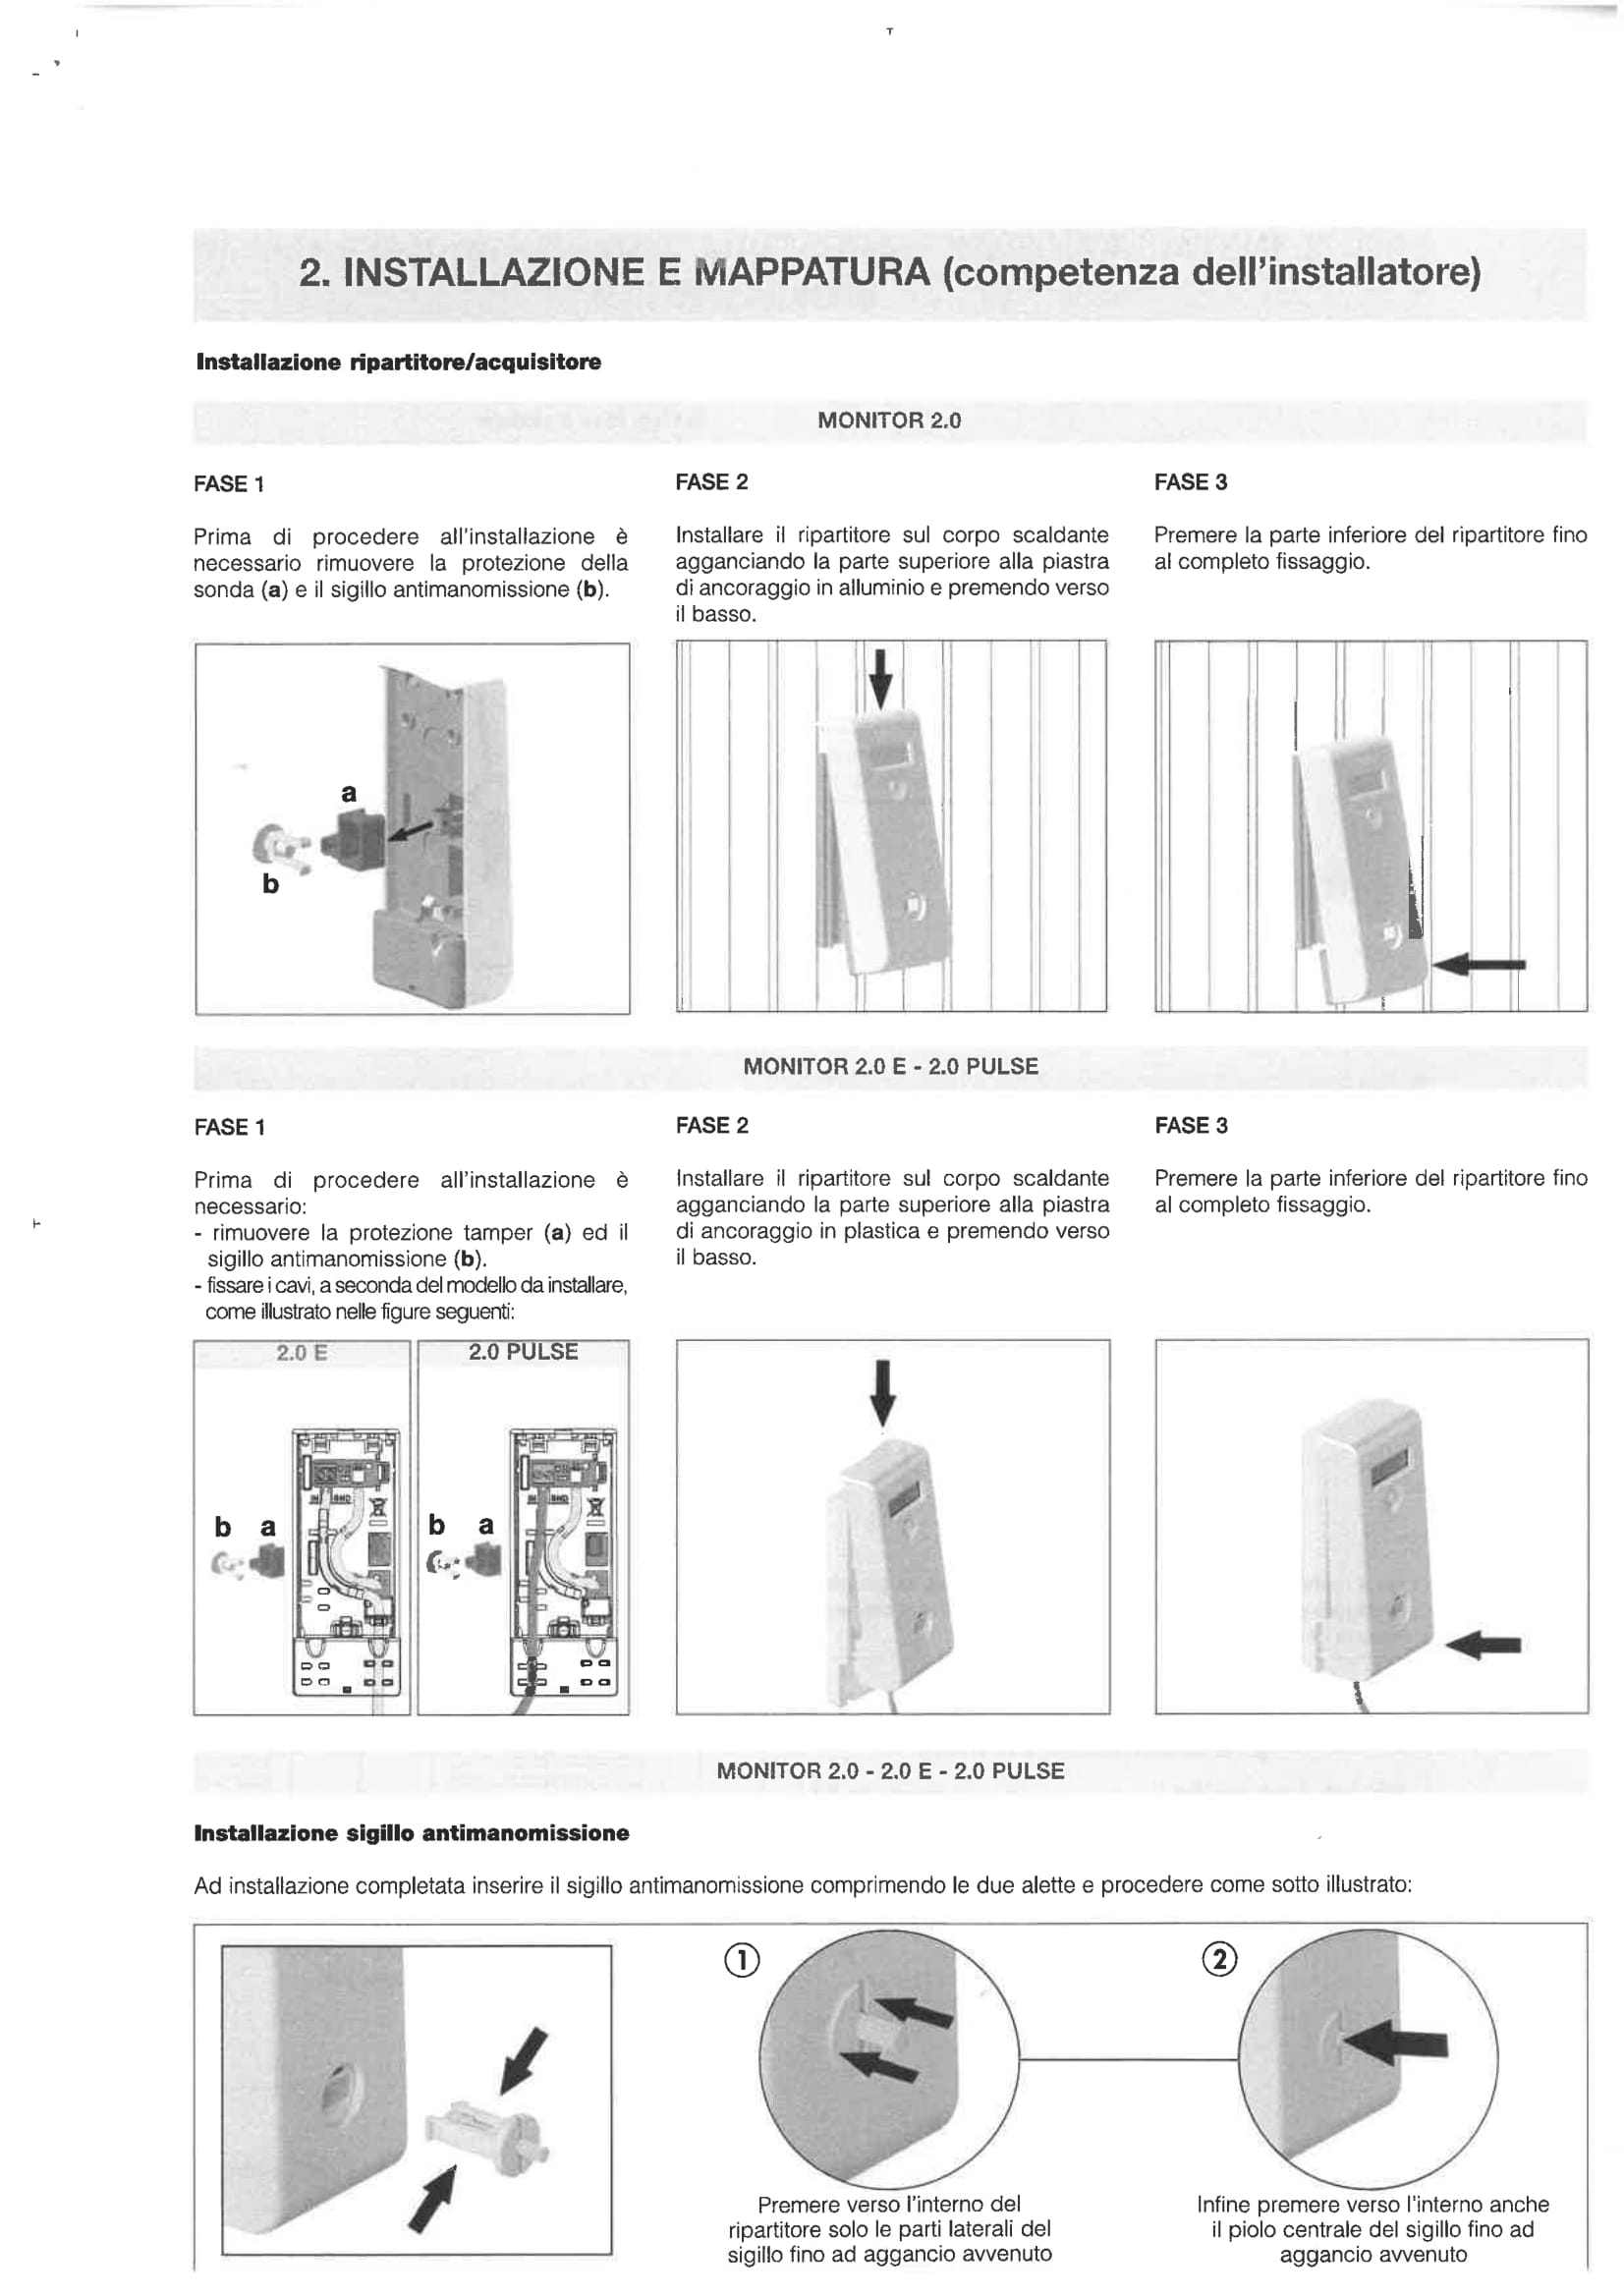 2. INSTALLAZIONE E MAPPATURA (competenza dell'installatore)
Installazione ripartitore/acquisitore
MONITOR 2.0
FASE 1
Prima di procedere all'installazione è
necessario rimuovere la protezione della
sonda (a) e il sigillo antimanomissione (b).
FASE 2
Installare il ripartitore sul corpo scaldante
agganciando la parte superiore alla piastra
di ancoraggio in alluminio e premendo verso
il basso.
FASE 3
Premere la parte inferiore del ripartitore fino
al completo fissaggio.
a
b
MONITOR 2.0 E - 2.0 PULSE
FASE 1
Prima di procedere all'installazione è
necessario:
- rimuovere la protezione tamper (a) ed il
sigillo antimanomissione (b).
- fissare i cavi, a seconda del modello da installare,
come illustrato nelle figure seguenti:
FASE 2
Installare il ripartitore sul corpo scaldante
agganciando la parte superiore alla piastra
di ancoraggio in plastica e premendo verso
il basso.
FASE 3
Premere la parte inferiore del ripartitore fino
al completo fissaggio.
2.0 E
IN GND
b a
2.0 PULSE
IN GND
b a
MONITOR 2.0 - 2.0 E - 2.0 PULSE
Installazione sigillo antimanomissione
Ad installazione completata inserire il sigillo antimanomissione comprimendo le due alette e procedere come sotto illustrato:
1
Premere verso l'interno del
ripartitore solo le parti laterali del
sigillo fino ad aggancio avvenuto
2
Infine premere verso l'interno anche
il piolo centrale del sigillo fino ad
aggancio avvenuto